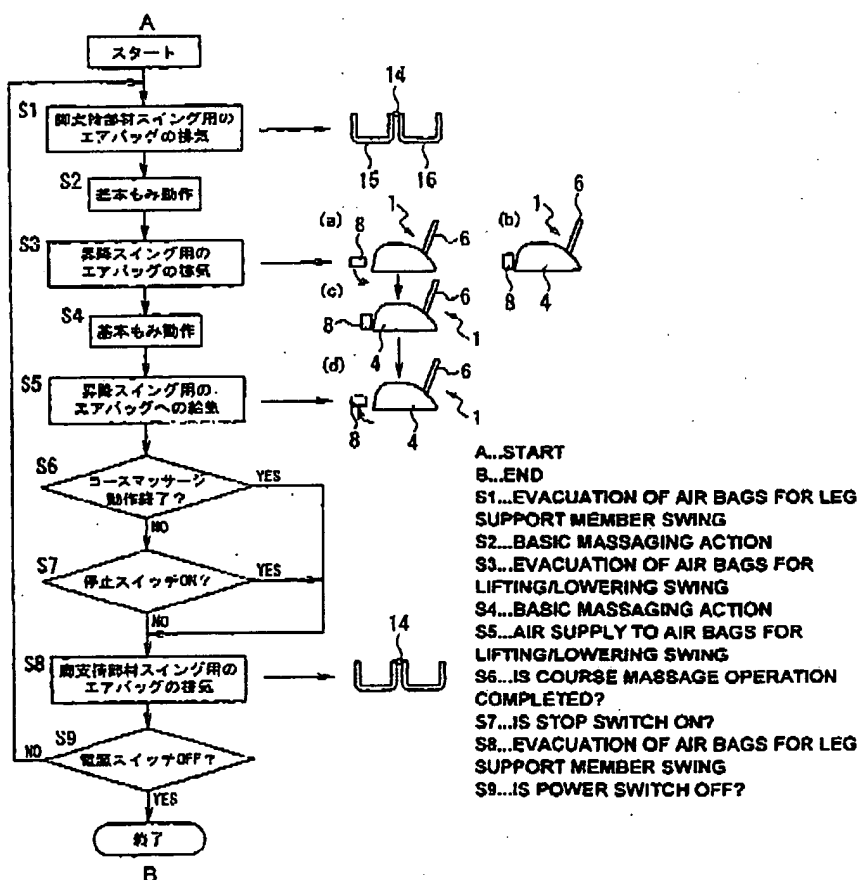 A
スタート
S1
脚支持部材スイング用の
エアバッグの排気
14
15
16
S2
基本もみ動作
S3
昇降スイング用の
エアバッグの排気
(a)
1
8
6
4
(b)
1
6
8
4
S4
基本もみ動作
(c)
6
8
4
1
S5
昇降スイング用の
エアバッグへの給気
(d)
6
8
4
1
S6
コースマッサージ
動作終了?
YES
NO
S7
停止スイッチON?
YES
NO
S8
脚支持部材スイング用の
エアバッグの排気
14
S9
電源スイッチOFF?
NO
YES
終了
B
A...START
B...END
S1...EVACUATION OF AIR BAGS FOR LEG
SUPPORT MEMBER SWING
S2...BASIC MASSAGING ACTION
S3...EVACUATION OF AIR BAGS FOR
LIFTING/LOWERING SWING
S4...BASIC MASSAGING ACTION
S5...AIR SUPPLY TO AIR BAGS FOR
LIFTING/LOWERING SWING
S6...IS COURSE MASSAGE OPERATION
COMPLETED?
S7...IS STOP SWITCH ON?
S8...EVACUATION OF AIR BAGS FOR LEG
SUPPORT MEMBER SWING
S9...IS POWER SWITCH OFF?